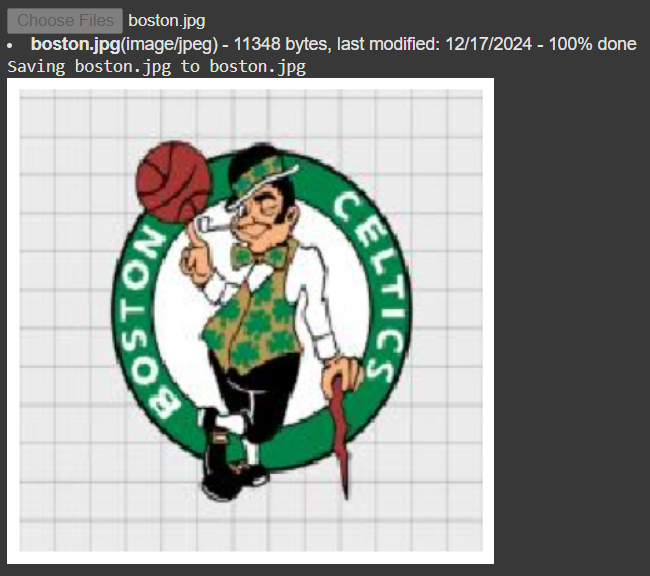 Choose Files boston.jpg
• boston.jpg(image/jpeg) - 11348 bytes, last modified: 12/17/2024 - 100% done
Saving boston.jpg to boston.jpg
BOSTON
CELTICS